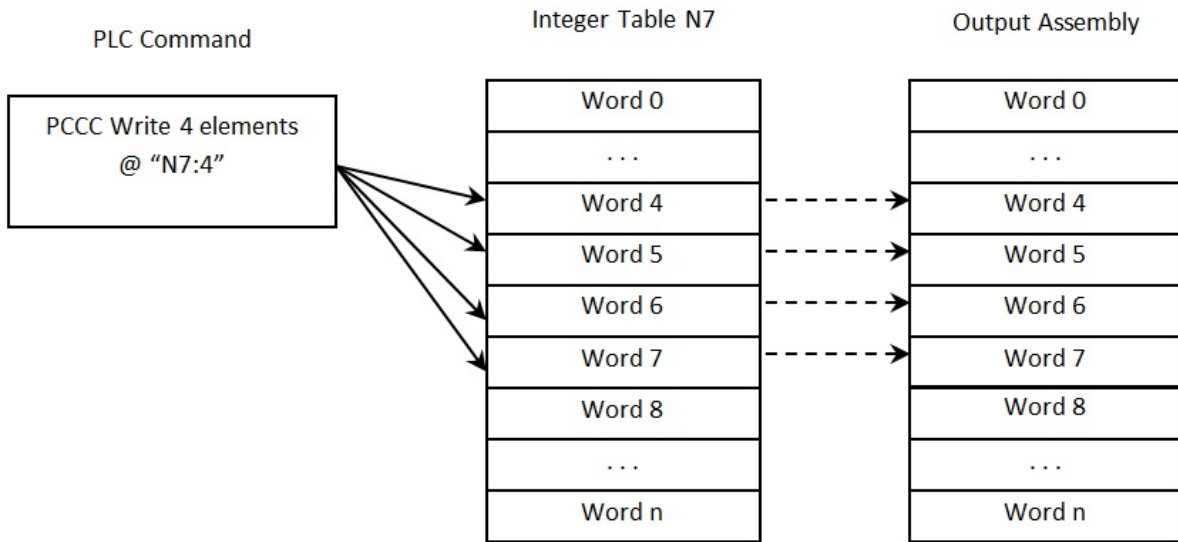 PLC Command
PCCC Write 4 elements
@ “N7:4”
Integer Table N7
Word 0
. . .
Word 4
Word 5
Word 6
Word 7
Word 8
. . .
Word n
Output Assembly
Word 0
. . .
Word 4
Word 5
Word 6
Word 7
Word 8
. . .
Word n